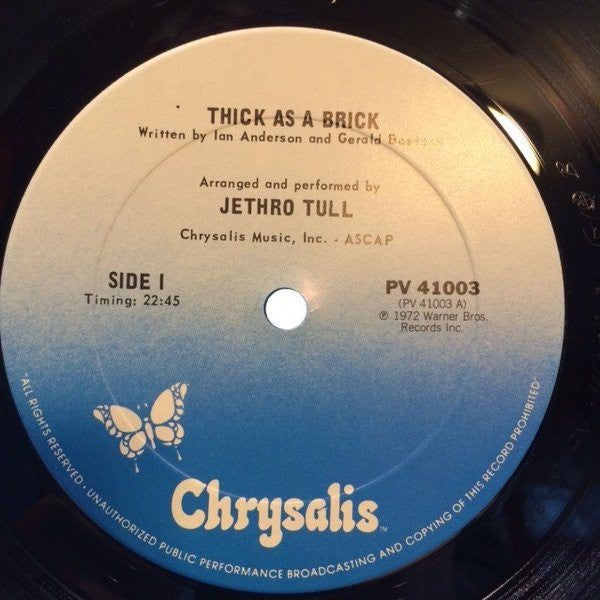 THICK AS A BRICK
Written by Ian Anderson and Gerald Bostock
Arranged and performed by
JETHRO TULL
Chrysalis Music, Inc. - ASCAP
SIDE I
Timing: 22:45
PV 41003
(PV 41003 A)
℗ 1972 Warner Bros.
Records Inc.
Chrysalis™
"ALL RIGHTS RESERVED - UNAUTHORIZED PUBLIC PERFORMANCE BROADCASTING AND COPYING OF THIS RECORD PROHIBITED"